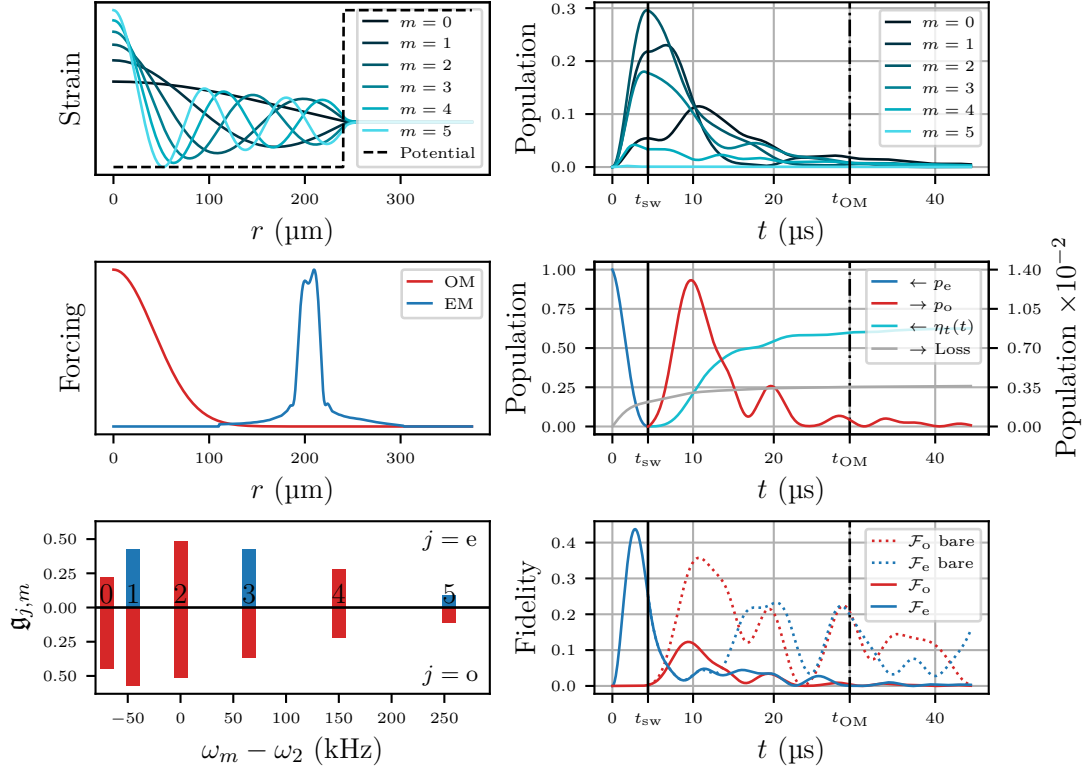 Strain
m = 0
m = 1
m = 2
m = 3
m = 4
m = 5
Potential
0 100 200 300
r (µm)
Population
0.3
0.2
0.1
0.0
m = 0
m = 1
m = 2
m = 3
m = 4
m = 5
0 t_sw 10 20 t_OM 40
t (µs)
Forcing
OM
EM
0 100 200 300
r (µm)
Population
1.00
0.75
0.50
0.25
0.00
← p_e
→ p_o
← η_t(t)
→ Loss
1.40
1.05
0.70
0.35
0.00
Population ×10⁻²
0 t_sw 10 20 t_OM 40
t (µs)
𝔤_{j,m}
0.50
0.25
0.00
0.25
0.50
j = e
0 1 2 3 4 5
j = o
−50 0 50 100 150 200 250
ω_m − ω_2 (kHz)
Fidelity
0.4
0.3
0.2
0.1
0.0
ℱ_o bare
ℱ_e bare
ℱ_o
ℱ_e
0 t_sw 10 20 t_OM 40
t (µs)